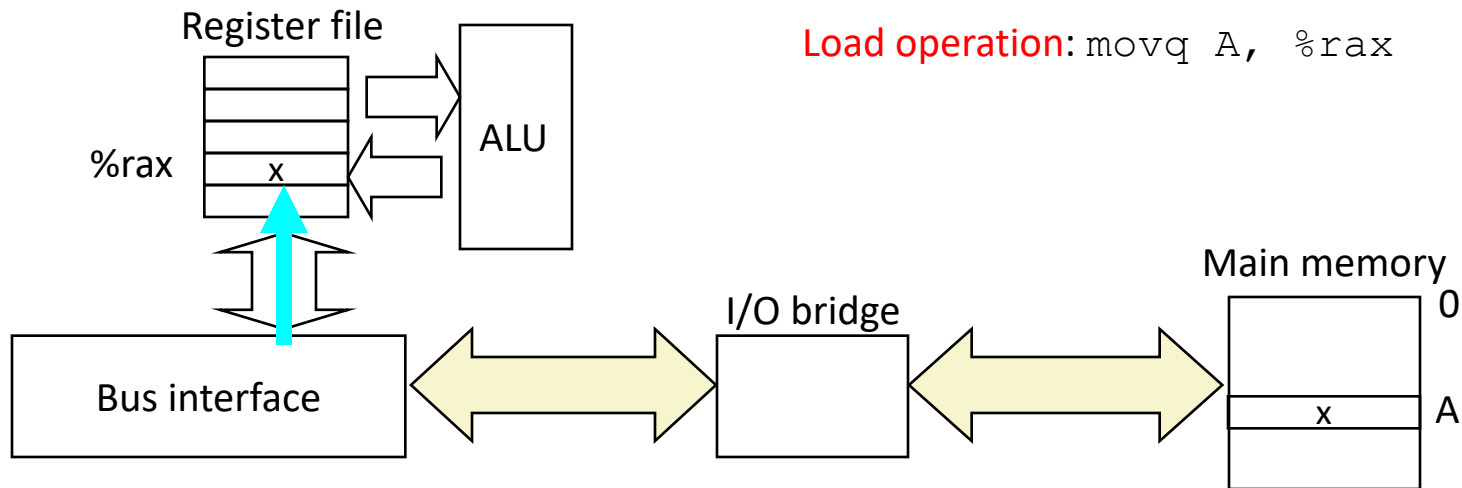 Register file
Load operation: movq A, %rax
ALU
%rax
x
Main memory
0
I/O bridge
Bus interface
x
A